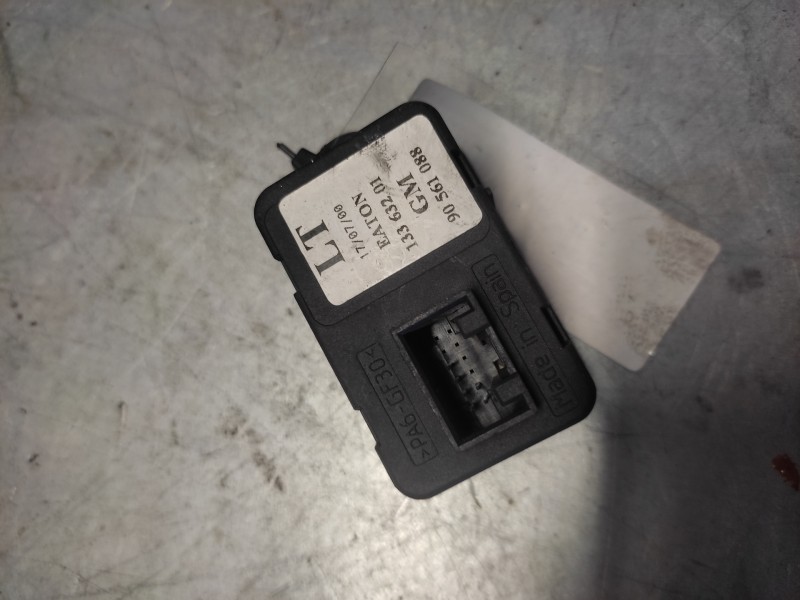 LT
17/07/00
EATON
133 632 01
GM
90 561 088
>PA6-GF30<
Made in Spain